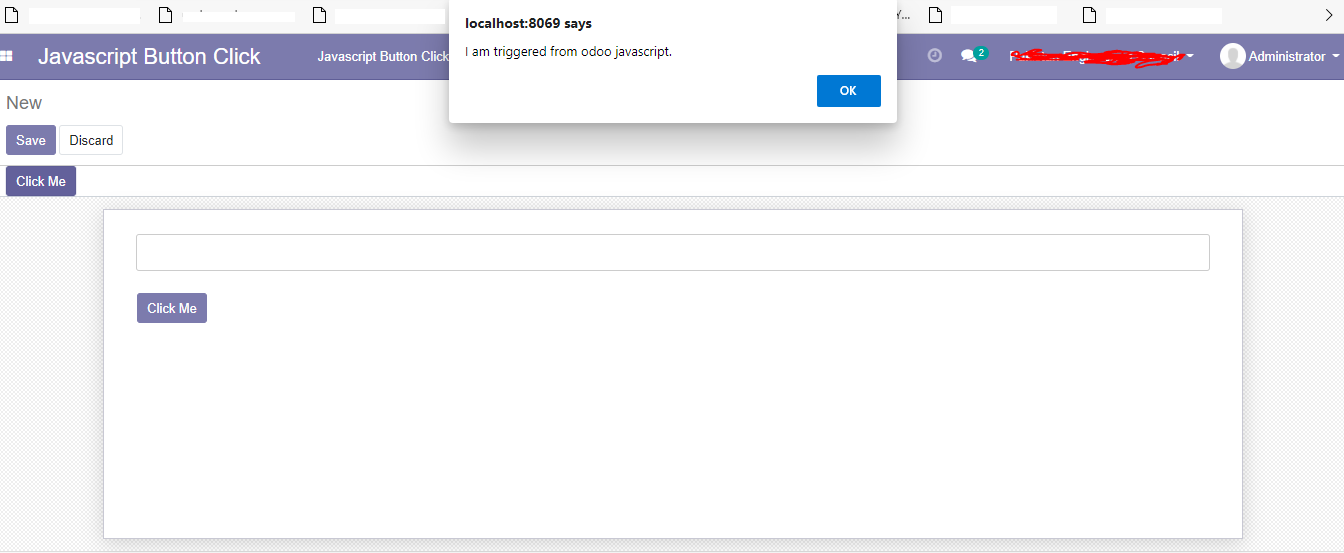 localhost:8069 says
I am triggered from odoo javascript.
OK
Javascript Button Click
Javascript Button Click
2
Administrator
New
Save
Discard
Click Me
Click Me